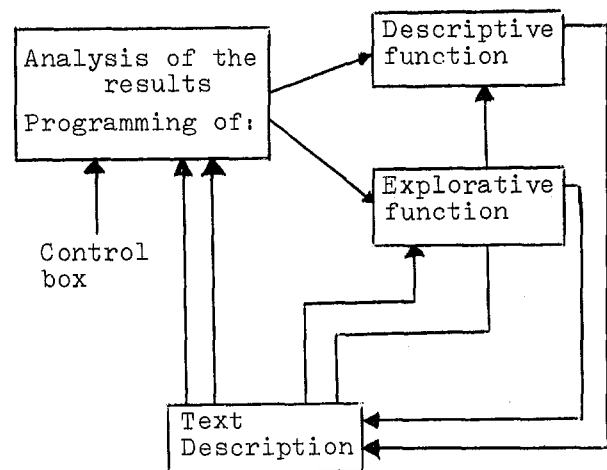 Analysis of the
results
Programming of:
Descriptive
function
Explorative
function
Control
box
Text
Description